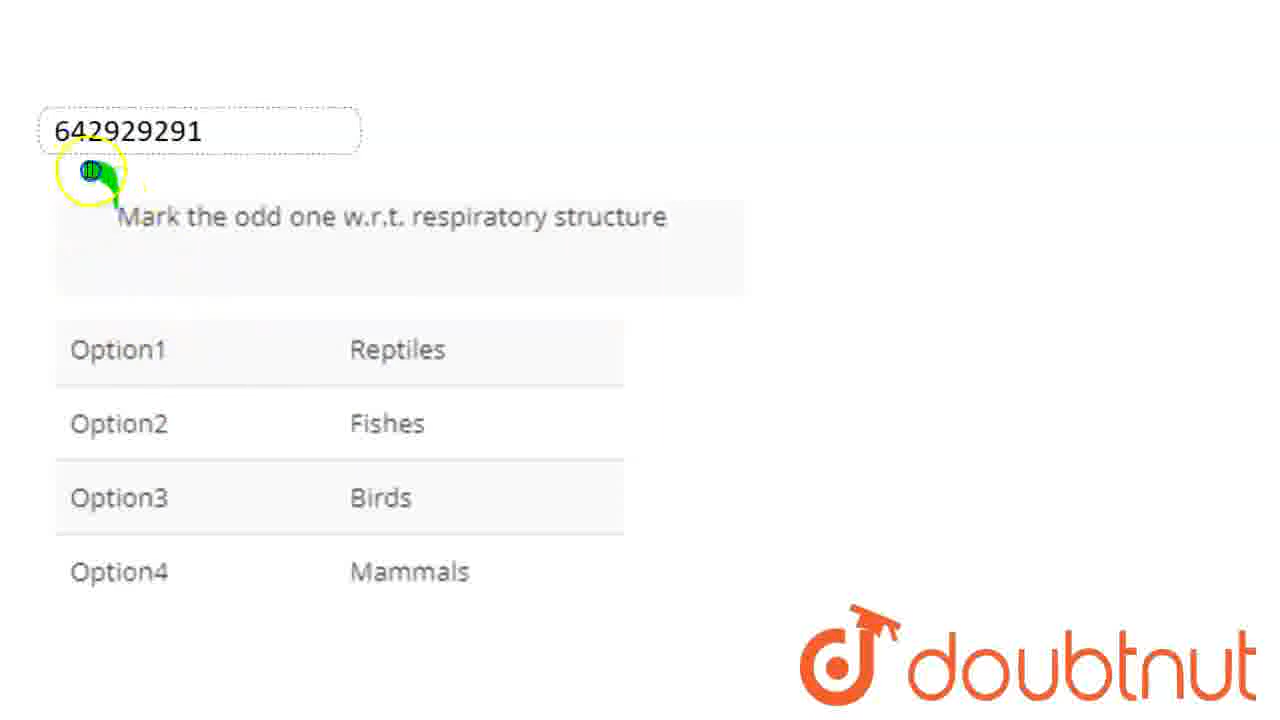 642929291
Mark the odd one w.r.t. respiratory structure
Option1 Reptiles
Option2 Fishes
Option3 Birds
Option4 Mammals
doubtnut